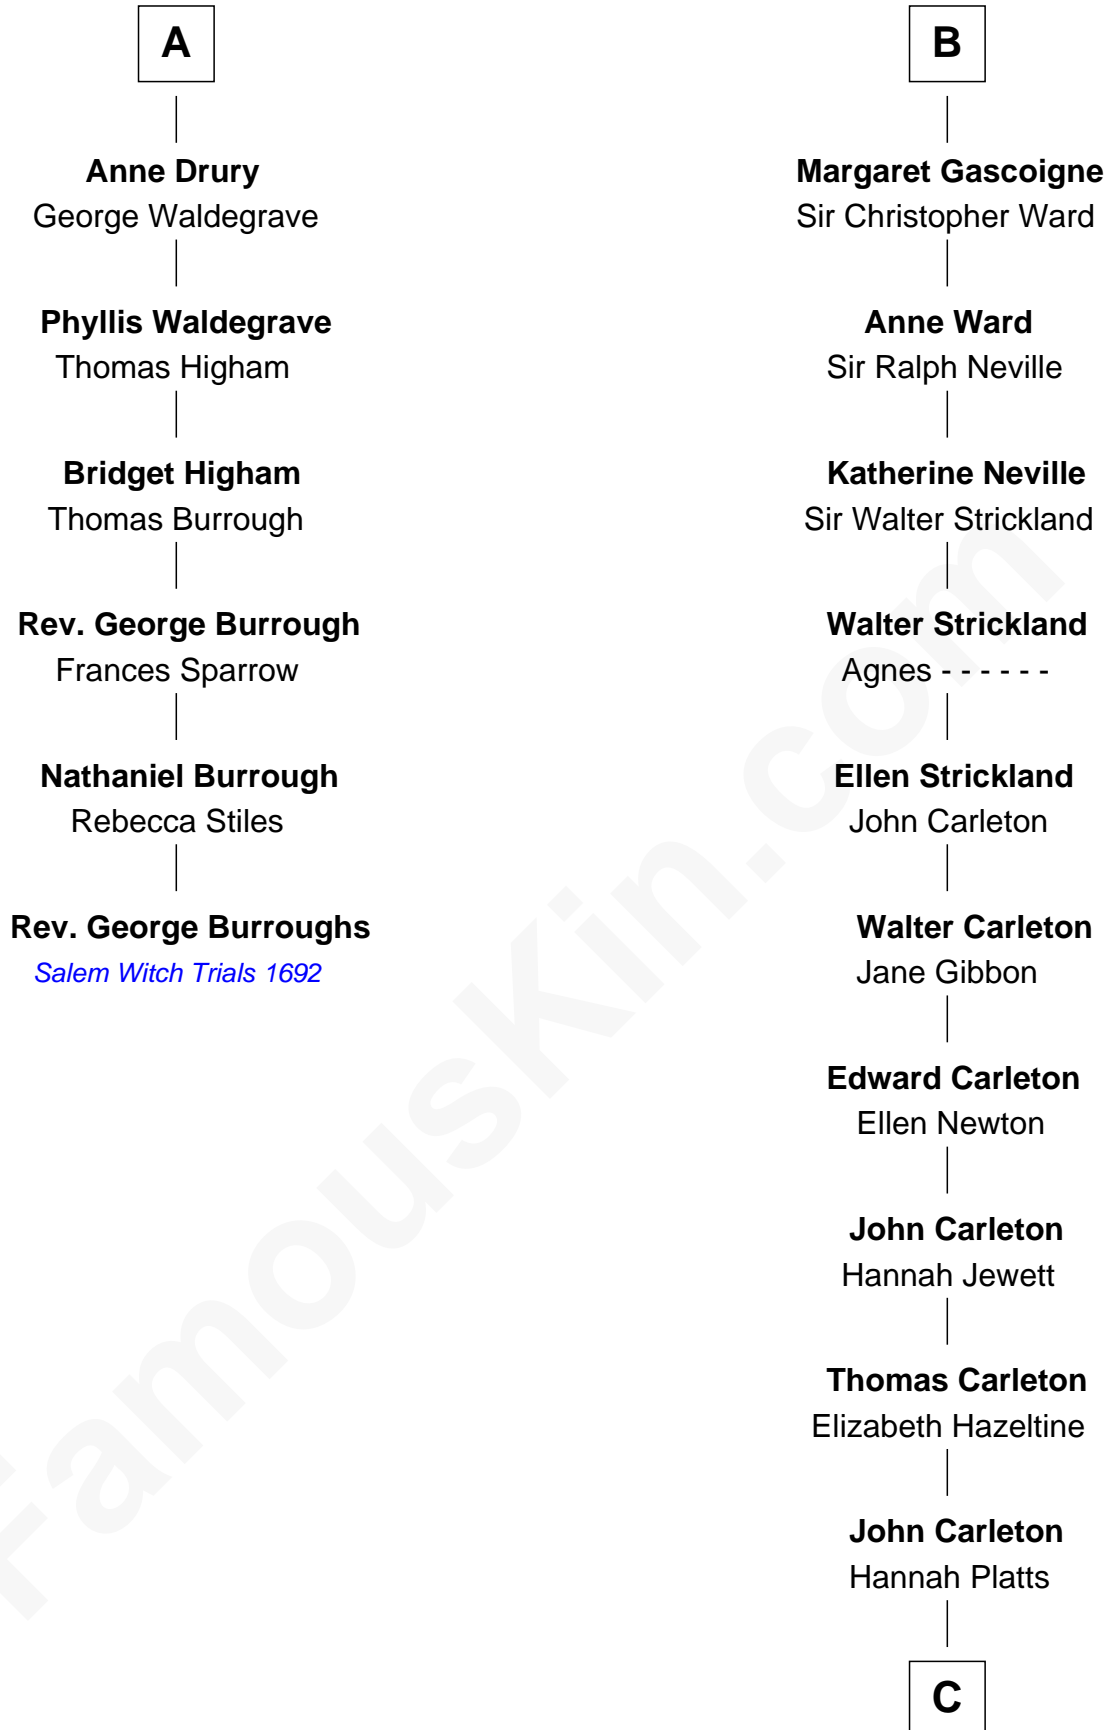 A
Anne Drury
George Waldegrave
Phyllis Waldegrave
Thomas Higham
Bridget Higham
Thomas Burrough
Rev. George Burrough
Frances Sparrow
Nathaniel Burrough
Rebecca Stiles
Rev. George Burroughs
Salem Witch Trials 1692
B
Margaret Gascoigne
Sir Christopher Ward
Anne Ward
Sir Ralph Neville
Katherine Neville
Sir Walter Strickland
Walter Strickland
Agnes - - - - - -
Ellen Strickland
John Carleton
Walter Carleton
Jane Gibbon
Edward Carleton
Ellen Newton
John Carleton
Hannah Jewett
Thomas Carleton
Elizabeth Hazeltine
John Carleton
Hannah Platts
C
FamousKin.com